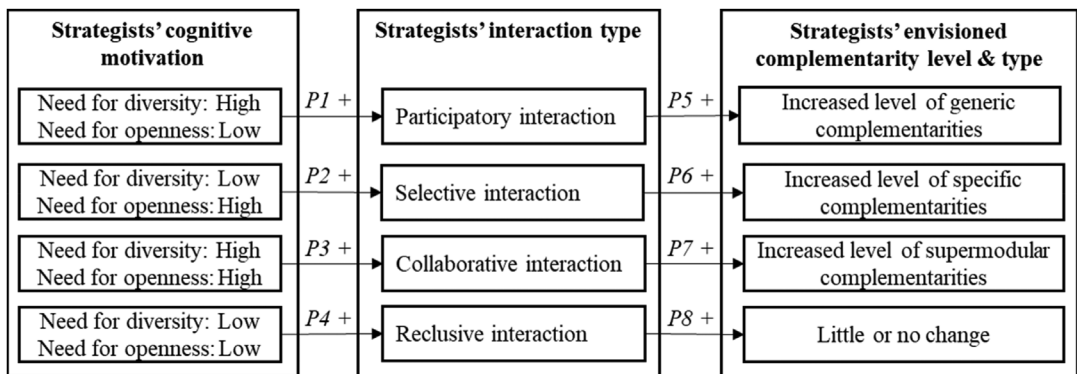 Strategists’ cognitive
motivation
Strategists’ interaction type
Strategists’ envisioned
complementarity level & type
Need for diversity: High
Need for openness: Low
P1 +
Participatory interaction
P5 +
Increased level of generic
complementarities
Need for diversity: Low
Need for openness: High
P2 +
Selective interaction
P6 +
Increased level of specific
complementarities
Need for diversity: High
Need for openness: High
P3 +
Collaborative interaction
P7 +
Increased level of supermodular
complementarities
Need for diversity: Low
Need for openness: Low
P4 +
Reclusive interaction
P8 +
Little or no change